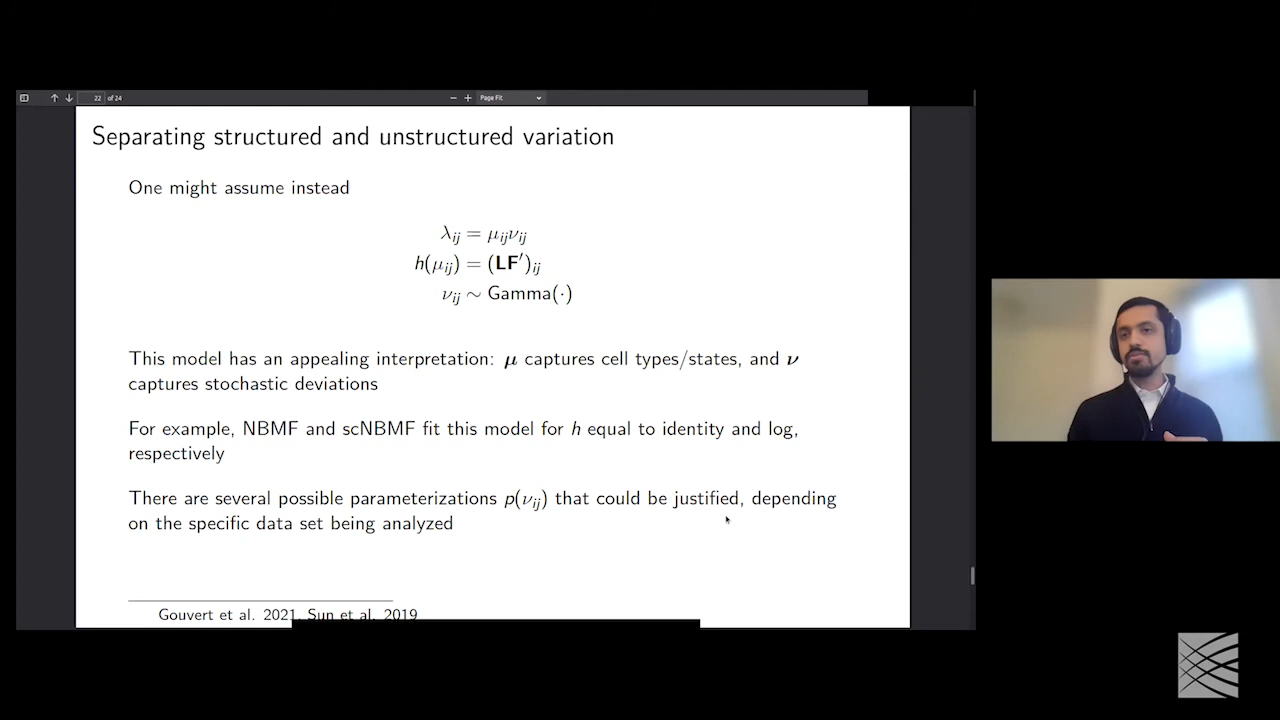 22 of 24
Page Fit
Separating structured and unstructured variation
One might assume instead
λij = μijνij
h(μij) = (LF′)ij
νij ∼ Gamma(·)
This model has an appealing interpretation: μ captures cell types/states, and ν
captures stochastic deviations
For example, NBMF and scNBMF fit this model for h equal to identity and log,
respectively
There are several possible parameterizations p(νij) that could be justified, depending
on the specific data set being analyzed
Gouvert et al. 2021, Sun et al. 2019